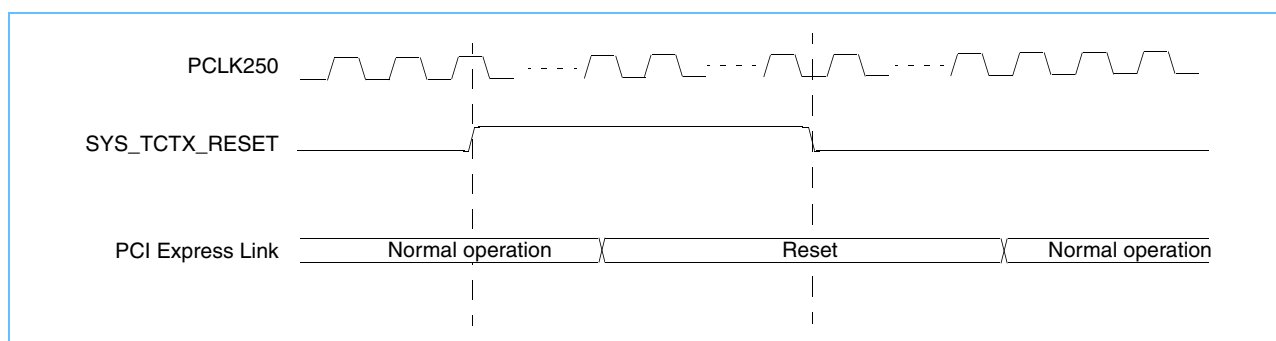 PCLK250
SYS_TCTX_RESET
PCI Express Link
Normal operation
Reset
Normal operation